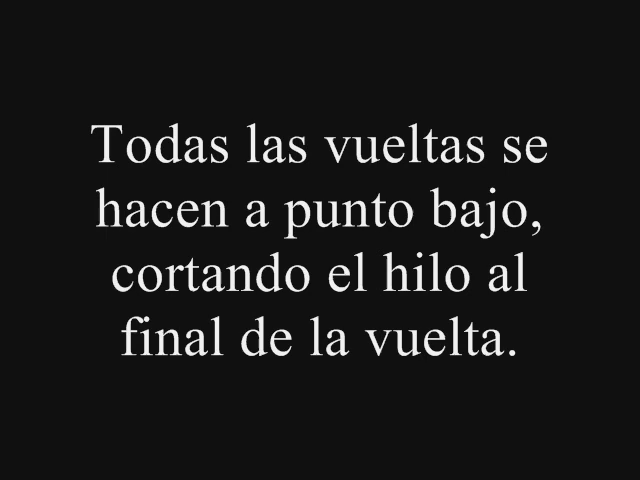 Todas las vueltas se
hacen a punto bajo,
cortando el hilo al
final de la vuelta.